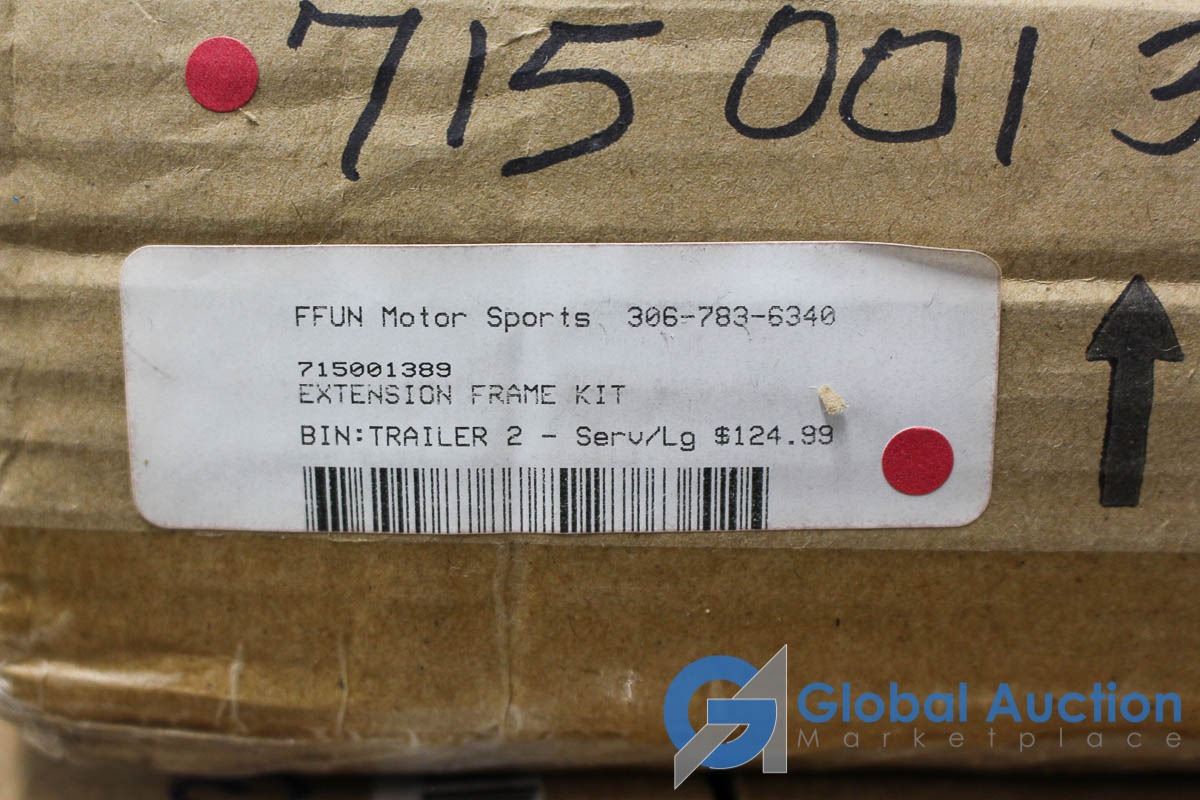 715 001 3
FFUN Motor Sports 306-783-6340
715001389
EXTENSION FRAME KIT
BIN:TRAILER 2 - Serv/Lg $124.99
Global Auction
Marketplace